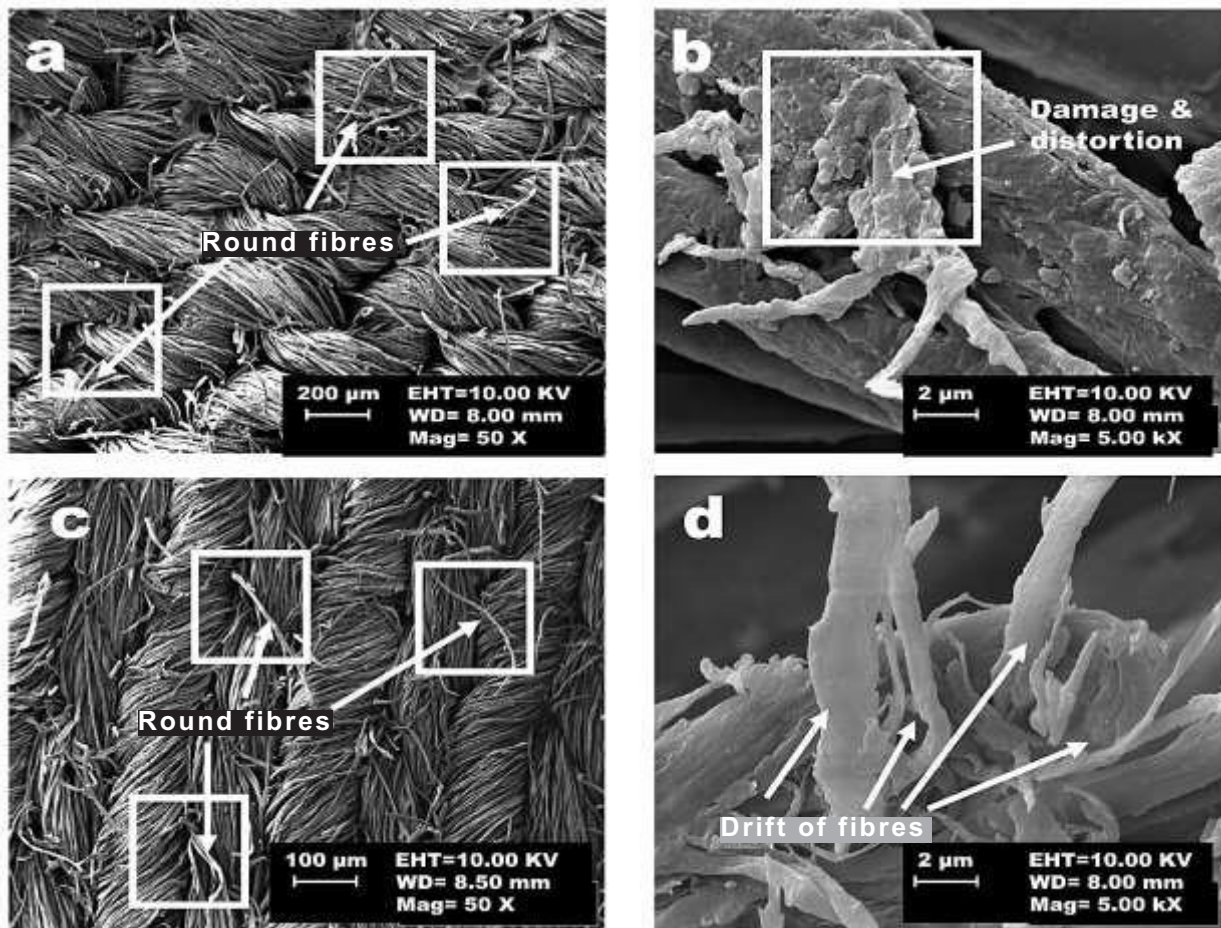 a
Round fibres
200 µm EHT=10.00 KV
WD= 8.00 mm
Mag= 50 X
b
Damage &
distortion
2 µm EHT=10.00 KV
WD= 8.00 mm
Mag= 5.00 kX
c
Round fibres
100 µm EHT=10.00 KV
WD= 8.50 mm
Mag= 50 X
d
Drift of fibres
2 µm EHT=10.00 KV
WD= 8.00 mm
Mag= 5.00 kX